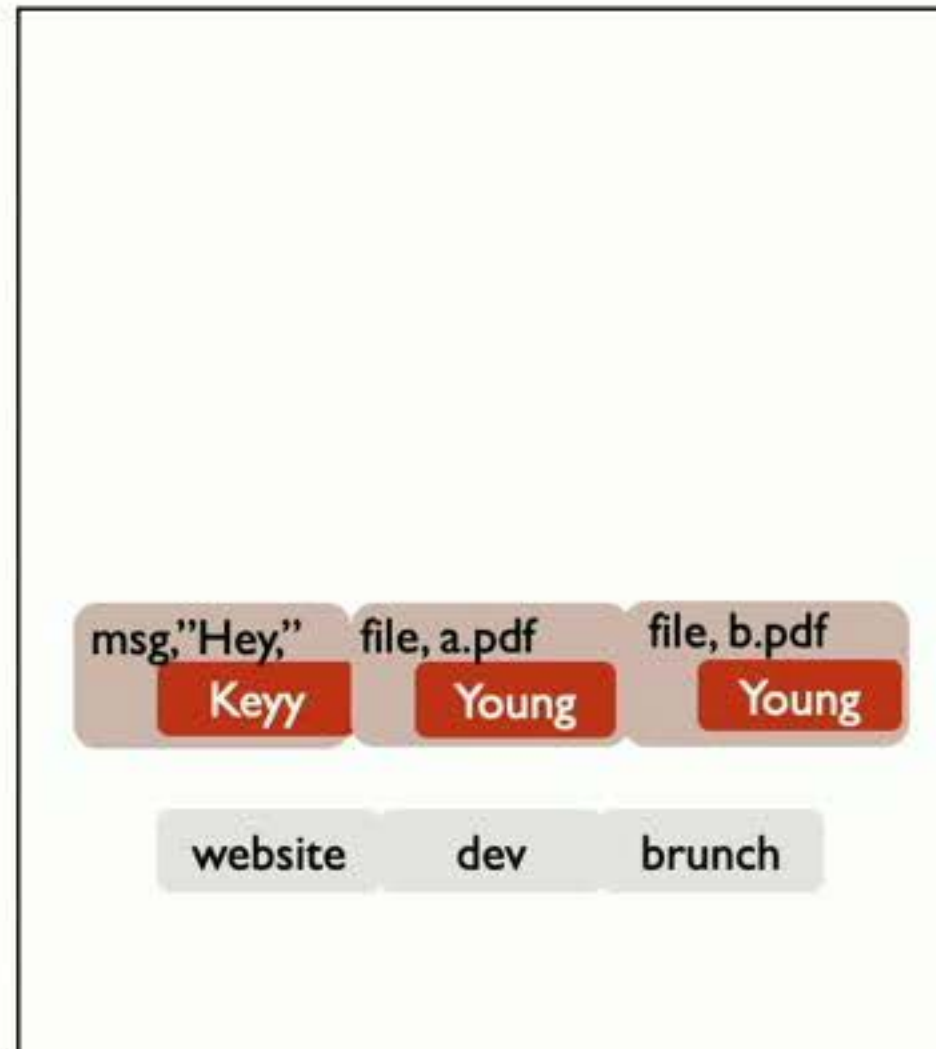 msg,”Hey,” file, a.pdf file, b.pdf
Keyy Young Young
website dev brunch